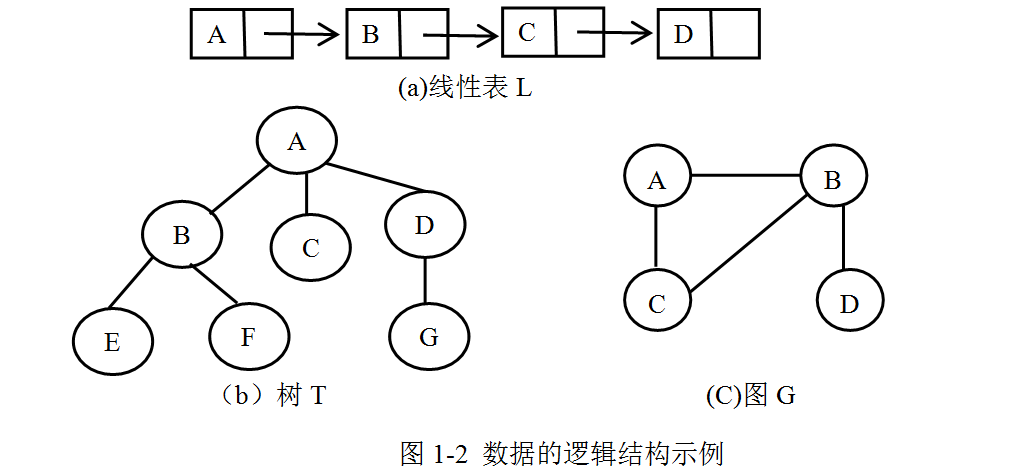 A B C D
(a)线性表 L
A
B C D
E F G
（b）树 T
A B
C D
(C)图 G
图 1-2 数据的逻辑结构示例